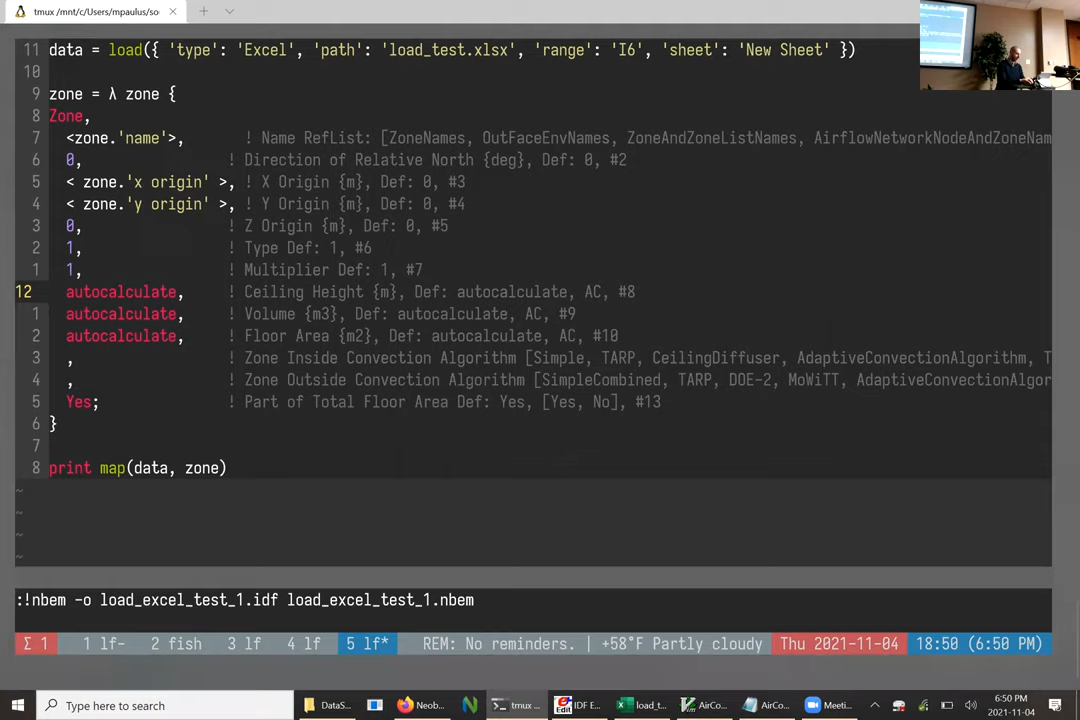 tmux /mnt/c/Users/mpaulus/so
11 data = load({ 'type': 'Excel', 'path': 'load_test.xlsx', 'range': 'I6', 'sheet': 'New Sheet' })
10
9 zone = λ zone {
8 Zone,
7 <zone.'name'>, ! Name RefList: [ZoneNames, OutFaceEnvNames, ZoneAndZoneListNames, AirflowNetworkNodeAndZoneNam
6 0, ! Direction of Relative North {deg}, Def: 0, #2
5 < zone.'x origin' >, ! X Origin {m}, Def: 0, #3
4 < zone.'y origin' >, ! Y Origin {m}, Def: 0, #4
3 0, ! Z Origin {m}, Def: 0, #5
2 1, ! Type Def: 1, #6
1 1, ! Multiplier Def: 1, #7
12 autocalculate, ! Ceiling Height {m}, Def: autocalculate, AC, #8
1 autocalculate, ! Volume {m3}, Def: autocalculate, AC, #9
2 autocalculate, ! Floor Area {m2}, Def: autocalculate, AC, #10
3 , ! Zone Inside Convection Algorithm [Simple, TARP, CeilingDiffuser, AdaptiveConvectionAlgorithm, T
4 , ! Zone Outside Convection Algorithm [SimpleCombined, TARP, DOE-2, MoWiTT, AdaptiveConvectionAlgor
5 Yes; ! Part of Total Floor Area Def: Yes, [Yes, No], #13
6 }
7
8 print map(data, zone)
~
~
~
~
:!nbem -o load_excel_test_1.idf load_excel_test_1.nbem
Σ 1 1 lf- 2 fish 3 lf 4 lf 5 lf* REM: No reminders. | +58°F Partly cloudy Thu 2021-11-04 18:50 (6:50 PM)
Type here to search DataS... Neob... tmux ... IDF E... load_t... AirCo... AirCo... Meeti... 6:50 PM
2021-11-04